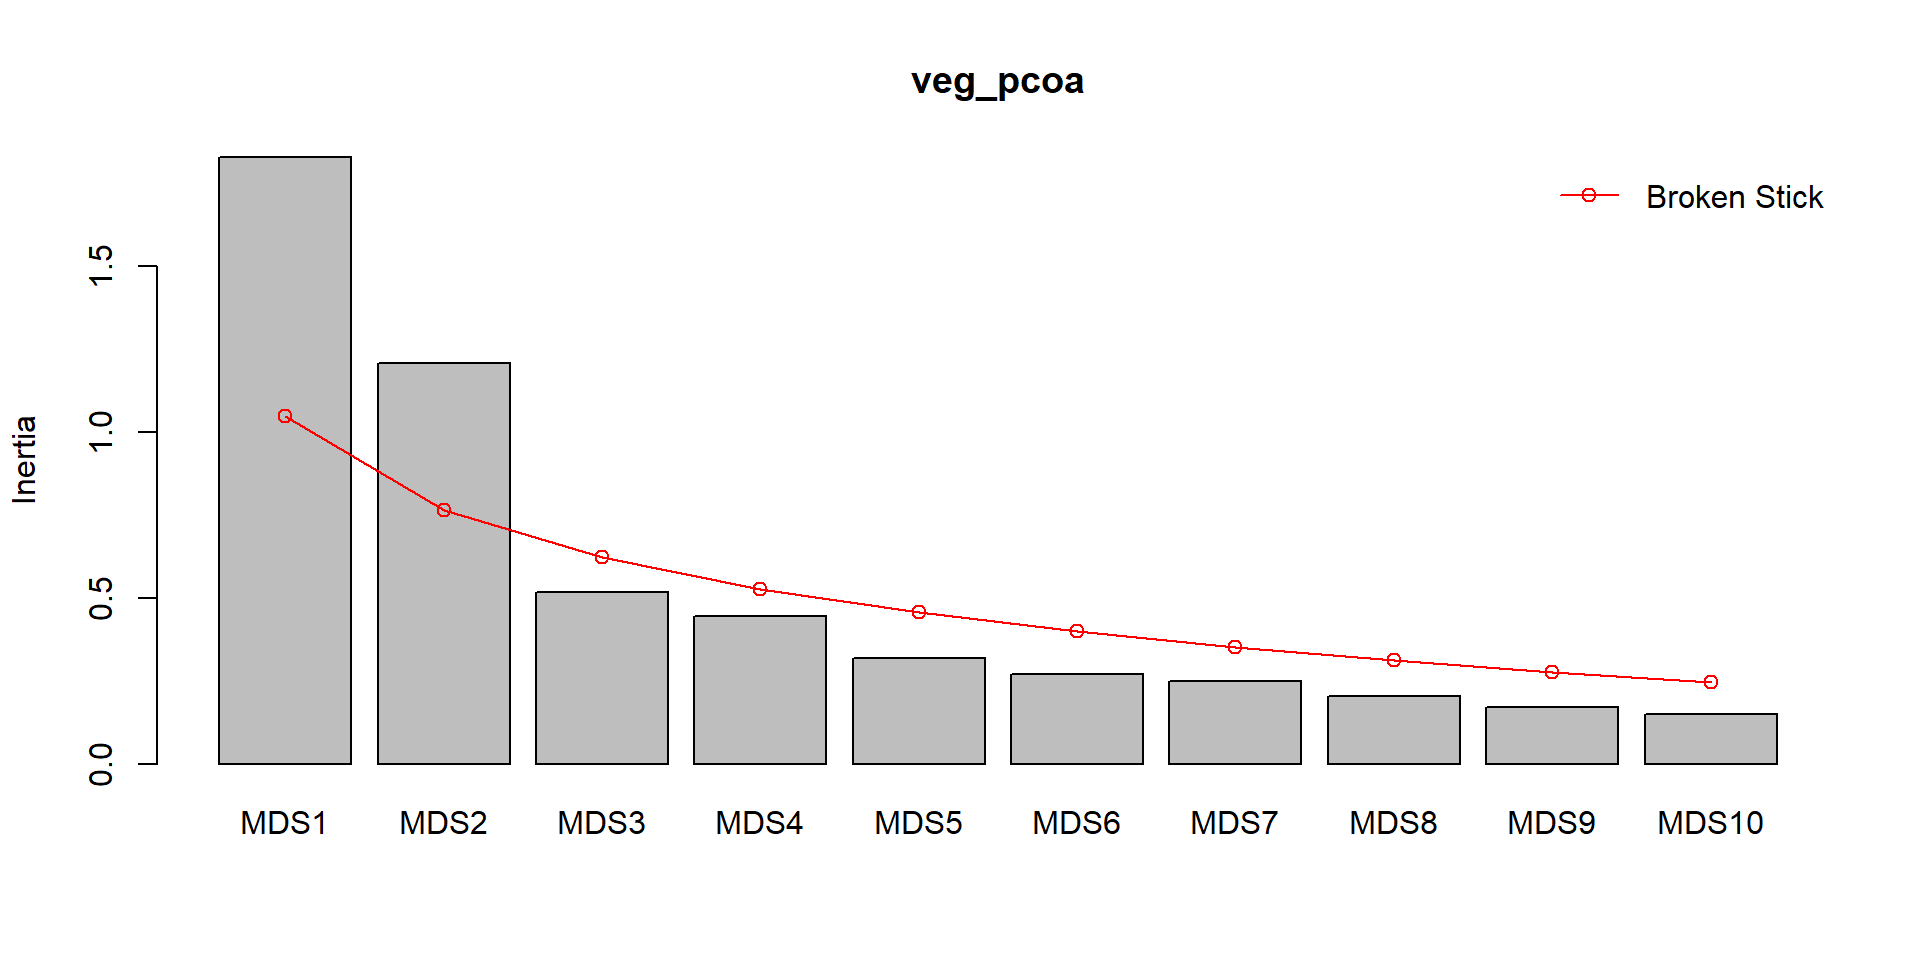 veg_pcoa
Broken Stick
Inertia
1.5
1.0
0.5
0.0
MDS1 MDS2 MDS3 MDS4 MDS5 MDS6 MDS7 MDS8 MDS9 MDS10